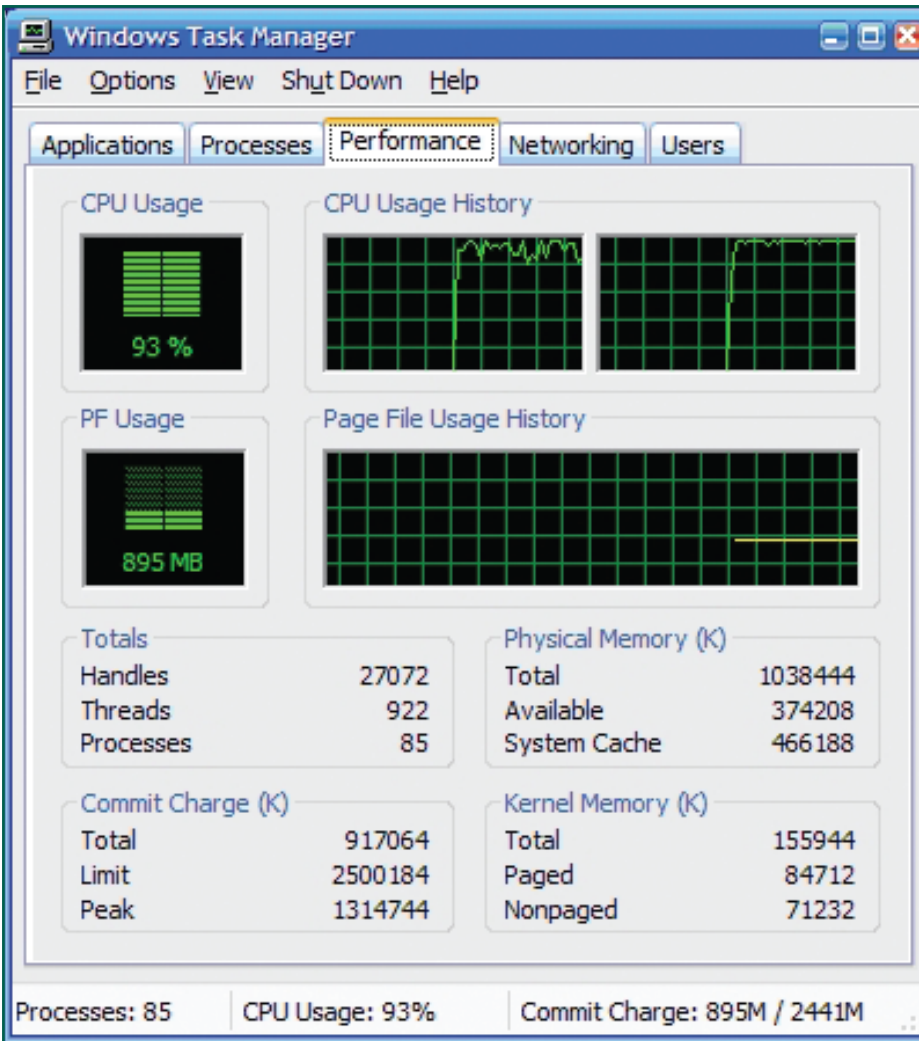 Windows Task Manager
File Options View Shut Down Help
Applications Processes Performance Networking Users
CPU Usage
CPU Usage History
93 %
PF Usage
Page File Usage History
895 MB
Totals
Handles 27072
Threads 922
Processes 85
Physical Memory (K)
Total 1038444
Available 374208
System Cache 466188
Commit Charge (K)
Total 917064
Limit 2500184
Peak 1314744
Kernel Memory (K)
Total 155944
Paged 84712
Nonpaged 71232
Processes: 85 CPU Usage: 93% Commit Charge: 895M / 2441M